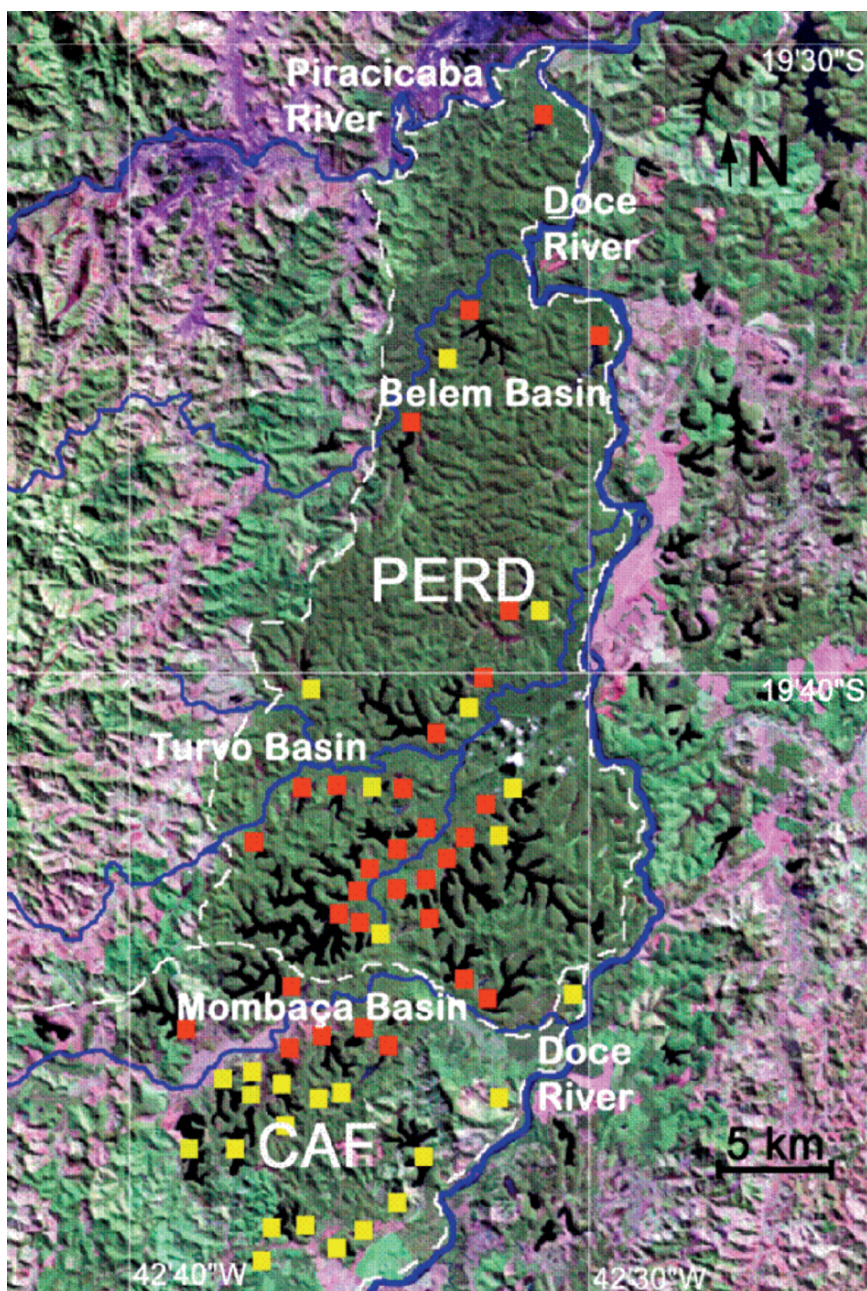 Piracicaba
River
19'30"S
N
Doce
River
Belem Basin
PERD
19'40"S
Turvo Basin
Mombaça Basin
Doce
River
CAF
5 km
42'40"W
42'30"W